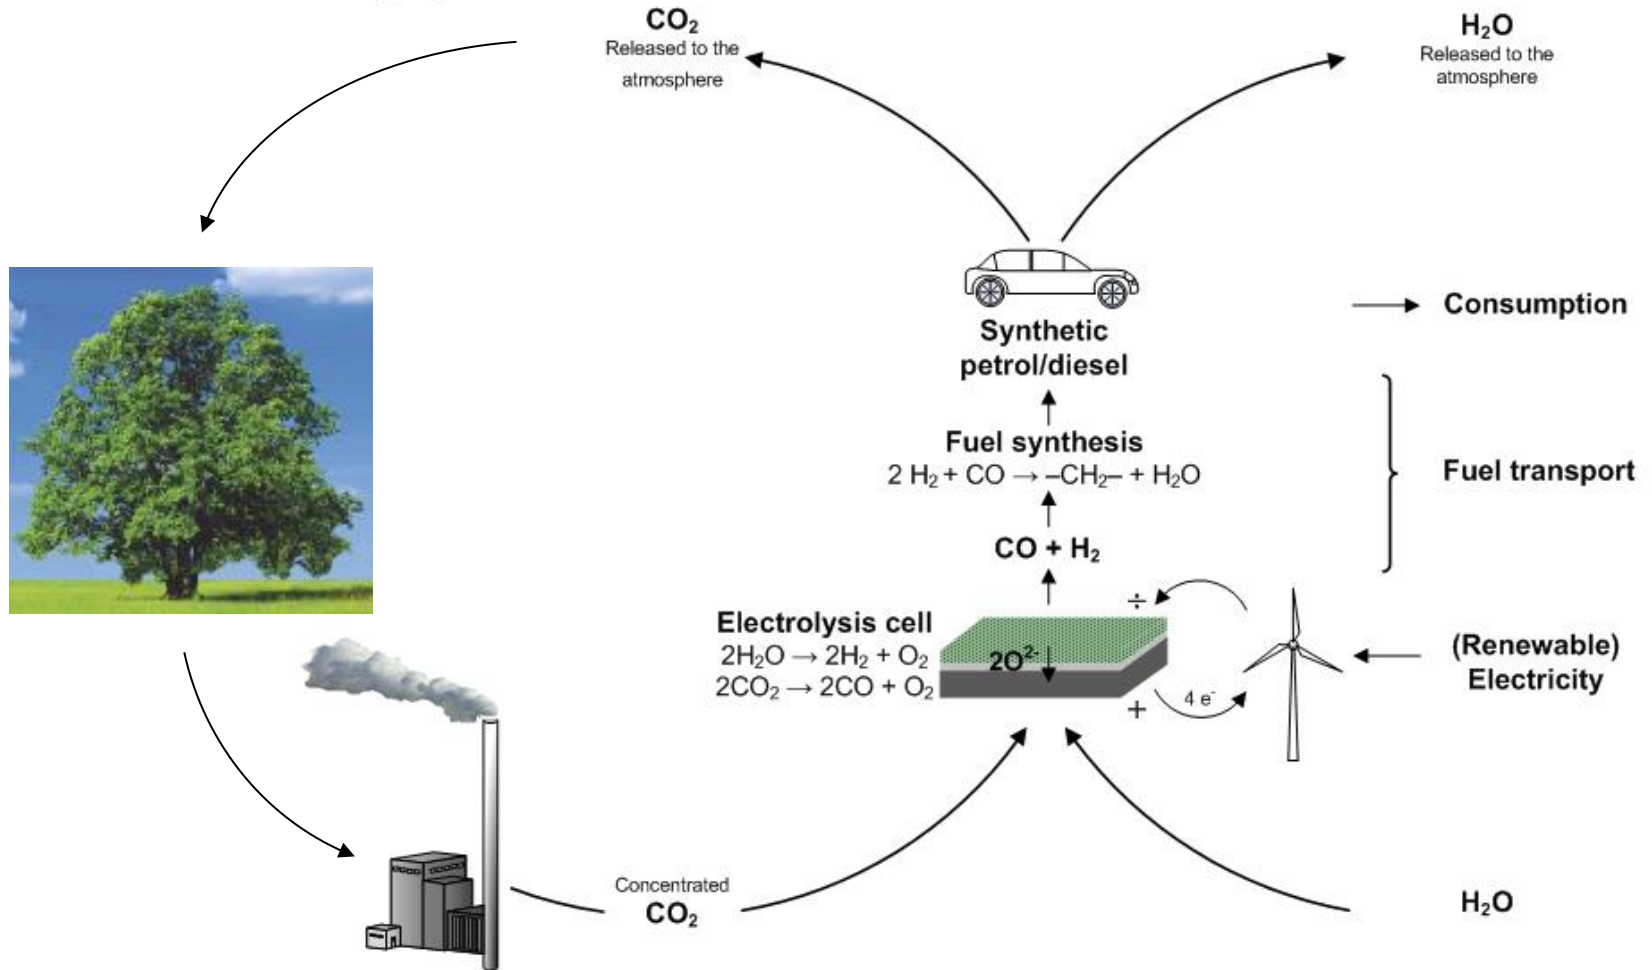 CO₂
Released to the
atmosphere
H₂O
Released to the
atmosphere
Synthetic
petrol/diesel
Consumption
Fuel synthesis
2 H₂ + CO → –CH₂– + H₂O
Fuel transport
CO + H₂
Electrolysis cell
2H₂O → 2H₂ + O₂
2CO₂ → 2CO + O₂
÷
2O²⁻
+
4 e⁻
(Renewable)
Electricity
Concentrated
CO₂
H₂O